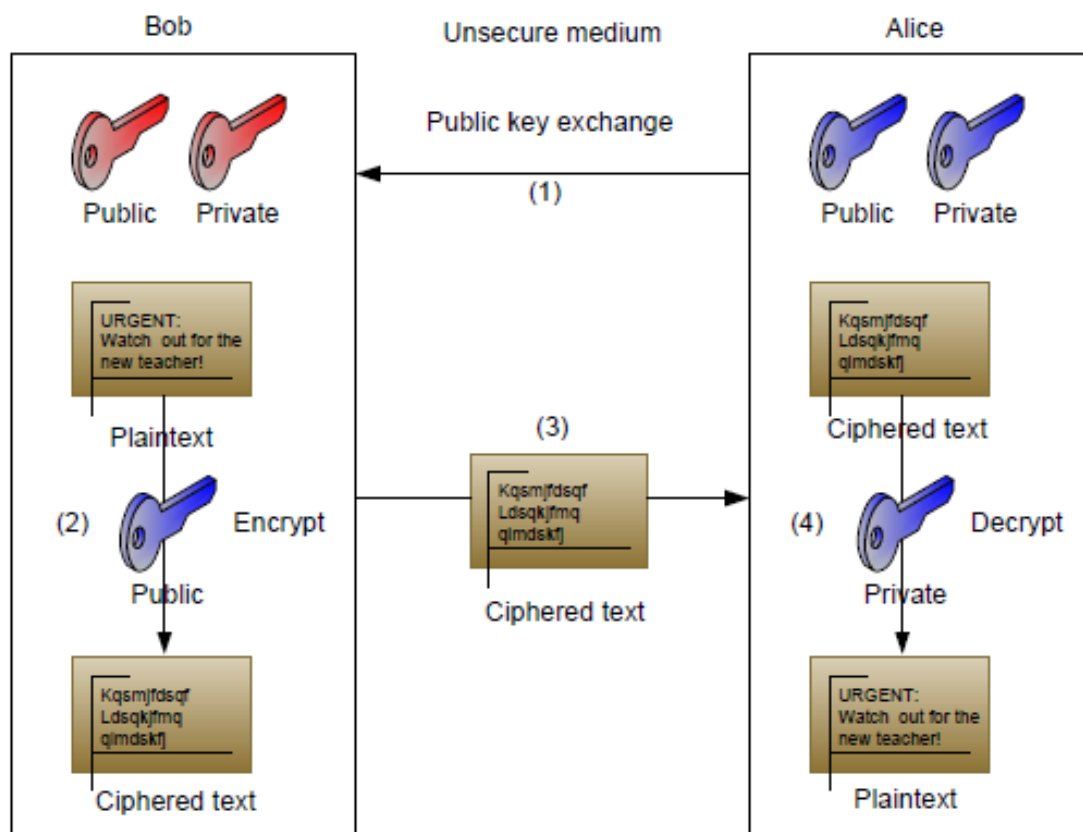 Bob
Unsecure medium
Alice
Public key exchange
(1)
Public Private
Public Private
URGENT:
Watch out for the
new teacher!
Plaintext
(2)
Encrypt
Public
Kqsmjfdsqf
Ldsqkjfmq
qlmdskfj
Ciphered text
(3)
Kqsmjfdsqf
Ldsqkjfmq
qlmdskfj
Ciphered text
Kqsmjfdsqf
Ldsqkjfmq
qlmdskfj
Ciphered text
(4)
Decrypt
Private
URGENT:
Watch out for the
new teacher!
Plaintext